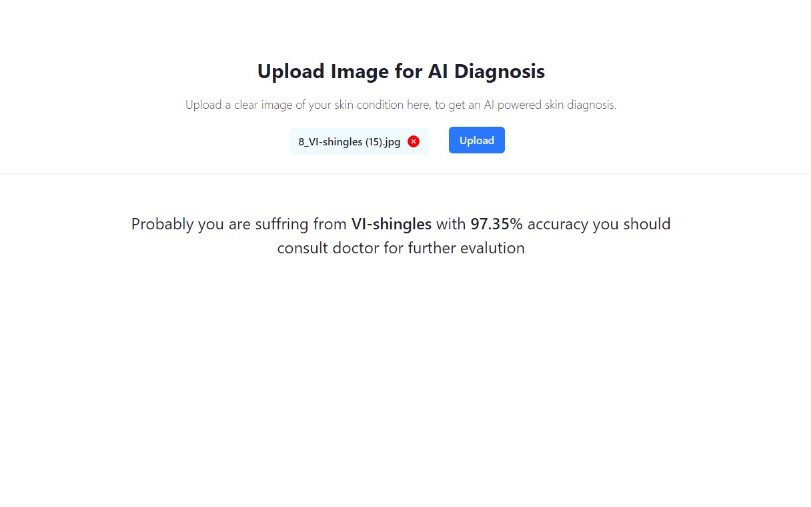 Upload Image for AI Diagnosis
Upload a clear image of your skin condition here, to get an AI powered skin diagnosis.
8_VI-shingles (15).jpg
Upload
Probably you are suffring from VI-shingles with 97.35% accuracy you should
consult doctor for further evalution